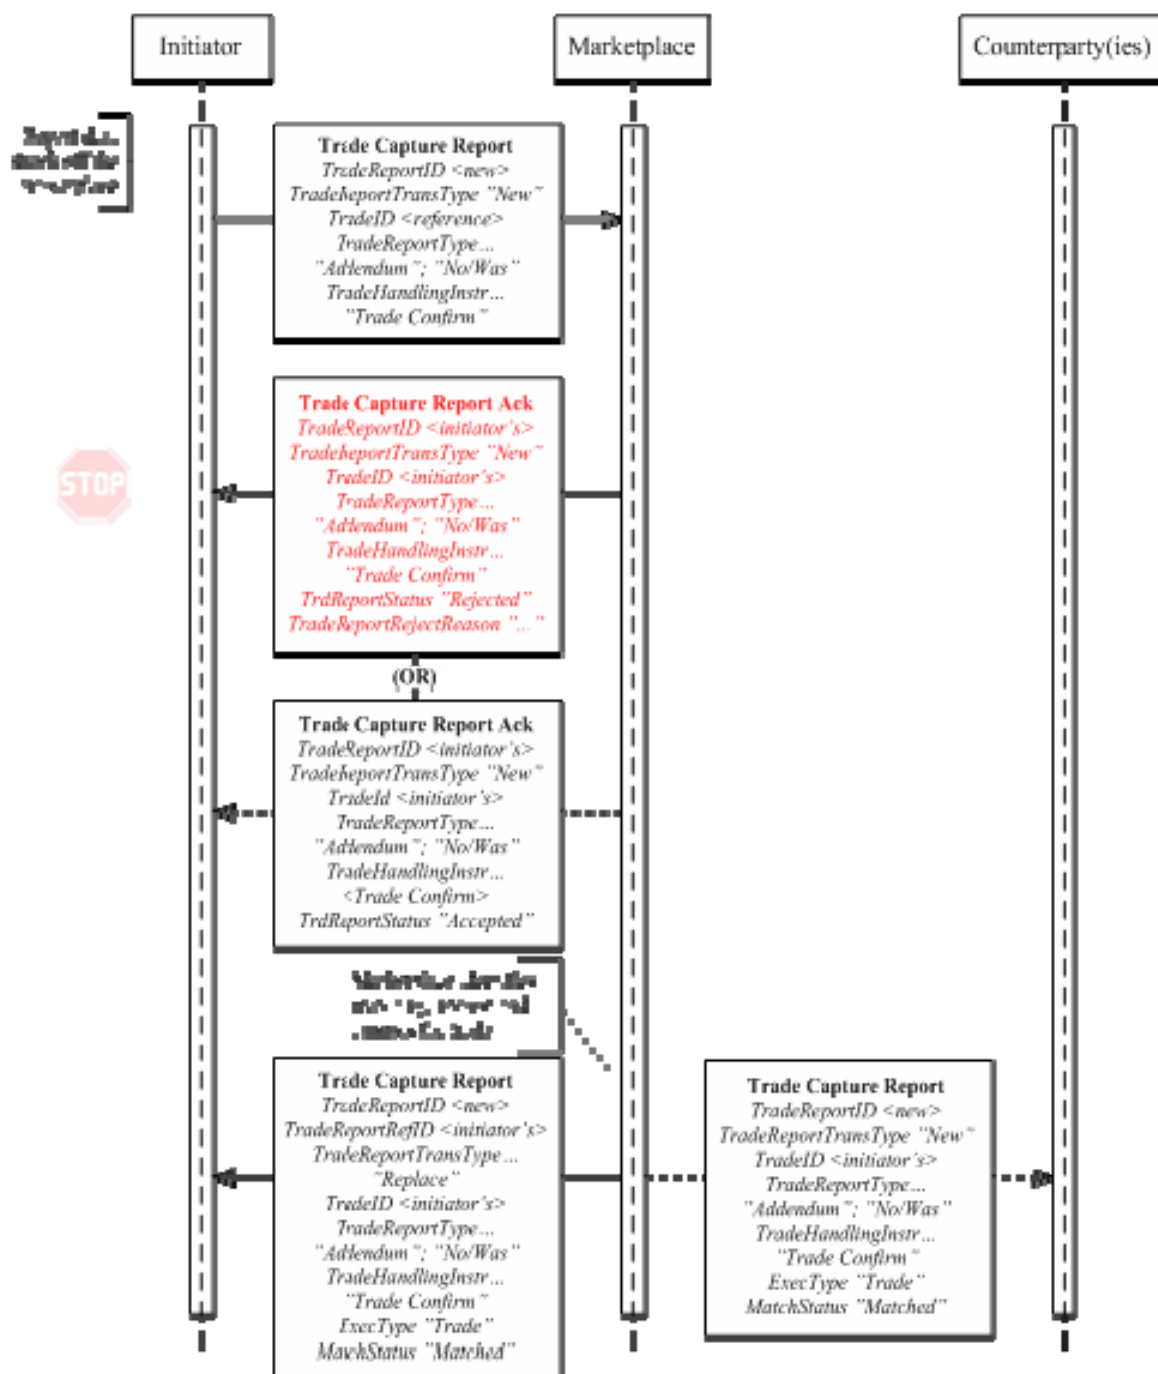 Initiator
Marketplace
Counterparty(ies)
Trade Capture Report
TradeReportID <new>
TradeReportTransType "New"
TradeID <reference>
TradeReportType...
"Addendum"; "No/Was"
TradeHandlingInstr...
"Trade Confirm"
Trade Capture Report Ack
TradeReportID <initiator's>
TradeReportTransType "New"
TradeID <initiator's>
TradeReportType...
"Addendum"; "No/Was"
TradeHandlingInstr...
"Trade Confirm"
TrdReportStatus "Rejected"
TradeReportRejectReason "..."
STOP
(OR)
Trade Capture Report Ack
TradeReportID <initiator's>
TradeReportTransType "New"
TradeId <initiator's>
TradeReportType...
"Addendum"; "No/Was"
TradeHandlingInstr...
<Trade Confirm>
TrdReportStatus "Accepted"
Trade Capture Report
TradeReportID <new>
TradeReportRefID <initiator's>
TradeReportTransType...
"Replace"
TradeID <initiator's>
TradeReportType...
"Addendum"; "No/Was"
TradeHandlingInstr...
"Trade Confirm"
ExecType "Trade"
MatchStatus "Matched"
Trade Capture Report
TradeReportID <new>
TradeReportTransType "New"
TradeID <initiator's>
TradeReportType...
"Addendum"; "No/Was"
TradeHandlingInstr...
"Trade Confirm"
ExecType "Trade"
MatchStatus "Matched"